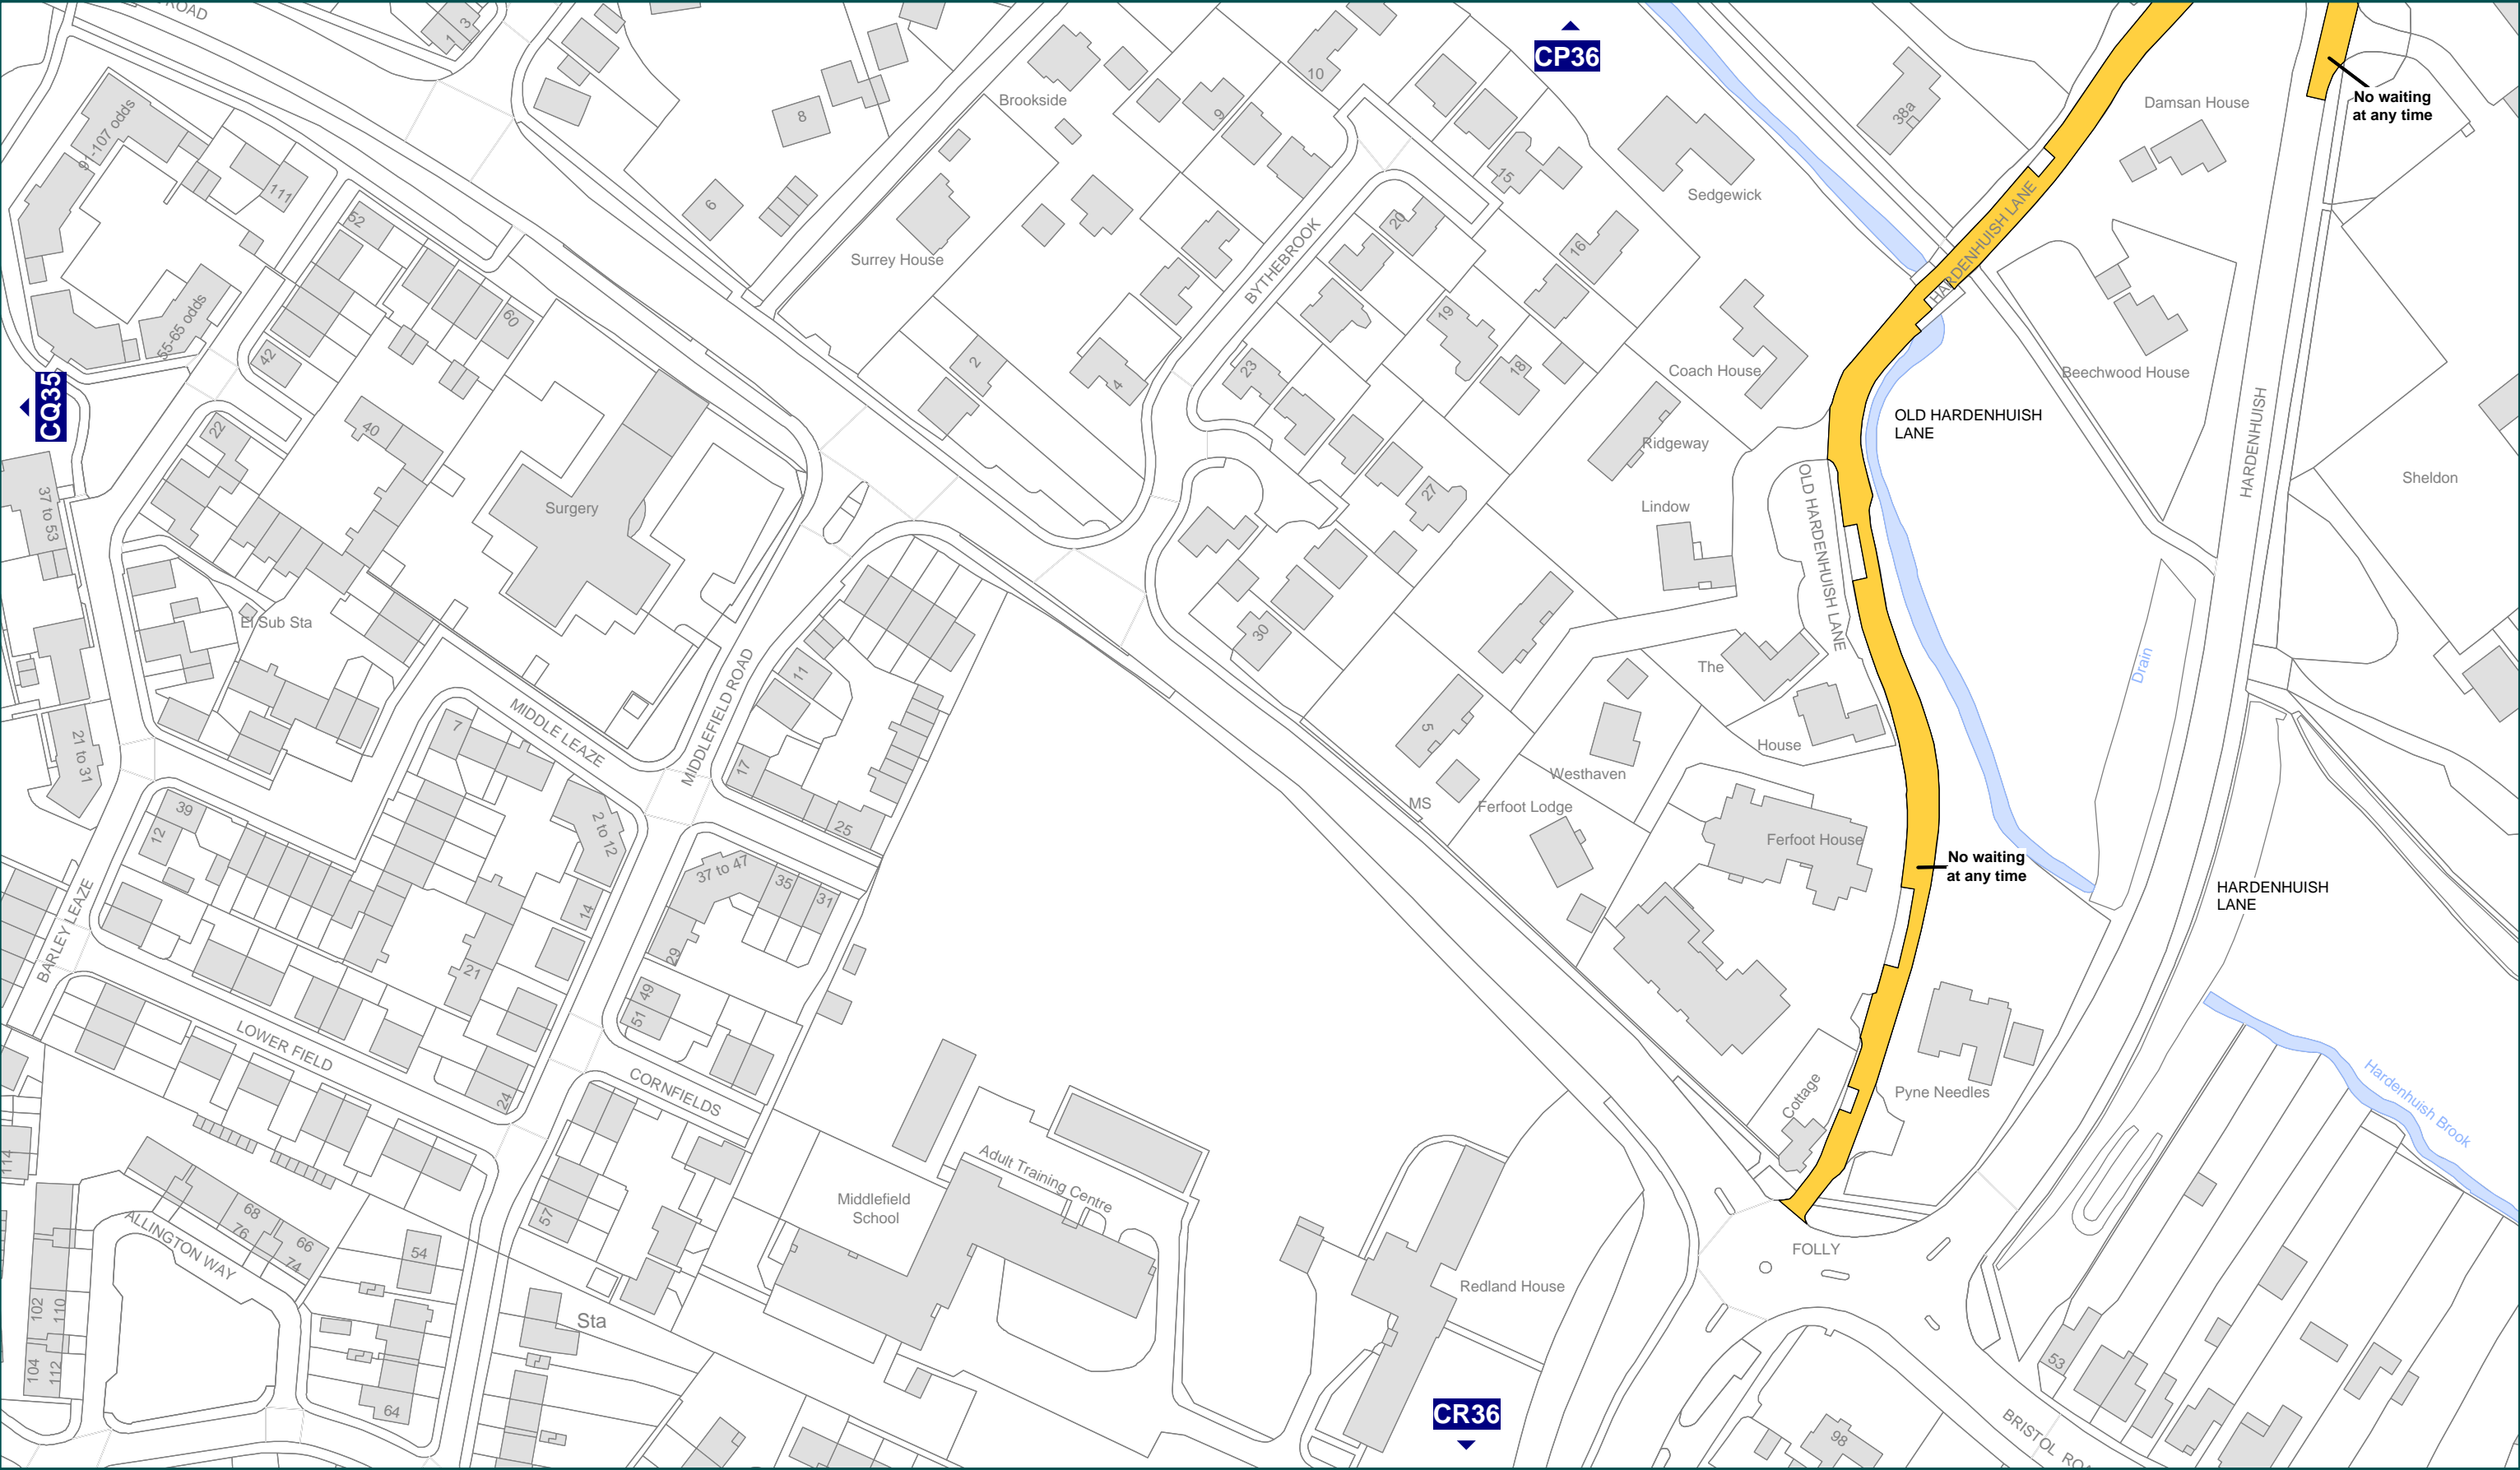 ROAD
1 3
CP36
10
38a
Damsan House
No waiting
at any time
91-107 odds
Brookside
8
9
111
15
Sedgewick
52
6
20
HARDENHUISH LANE
Surrey House
BYTHEBROOK
16
55-65 odds
60
42
19
2
4
23
18
Coach House
Beechwood House
CQ35
22
40
OLD HARDENHUISH
LANE
HARDENHUISH
Ridgeway
Sheldon
37 to 53
Surgery
27
Lindow
OLD HARDENHUISH LANE
El Sub Sta
30
Drain
11
The
MIDDLEFIELD ROAD
MIDDLE LEAZE
7
5
House
21 to 31
17
Westhaven
MS
Ferfoot Lodge
39
12
2 to 12
25
Ferfoot House
No waiting
at any time
37 to 47
35
31
14
HARDENHUISH
LANE
BARLEY LEAZE
29
21
49
51
LOWER FIELD
CORNFIELDS
24
Cottage
Pyne Needles
Hardenhuish Brook
114
Adult Training Centre
Middlefield
School
68
76
66
74
57
ALLINGTON WAY
54
FOLLY
Redland House
102
110
Sta
104
112
64
53
CR36
98
BRISTOL ROA